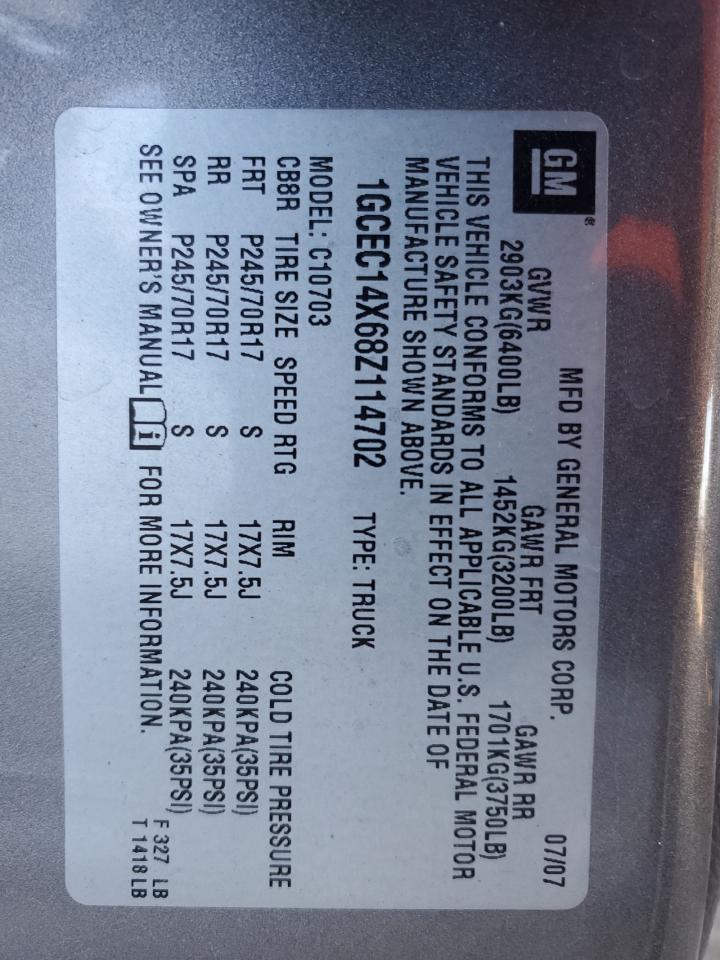 GM®
MFD BY GENERAL MOTORS CORP. 07/07
GVWR GAWR FRT GAWR RR
2903KG(6400LB) 1452KG(3200LB) 1701KG(3750LB)
THIS VEHICLE CONFORMS TO ALL APPLICABLE U.S. FEDERAL MOTOR
VEHICLE SAFETY STANDARDS IN EFFECT ON THE DATE OF
MANUFACTURE SHOWN ABOVE.
1GCEC14X68Z114702 TYPE: TRUCK
MODEL: C10703
CB8R TIRE SIZE SPEED RTG RIM COLD TIRE PRESSURE
FRT P245/70R17 S 17X7.5J 240KPA(35PSI)
RR P245/70R17 S 17X7.5J 240KPA(35PSI)
SPA P245/70R17 S 17X7.5J 240KPA(35PSI)
SEE OWNER'S MANUAL i FOR MORE INFORMATION.
F 327 LB
T 1418 LB